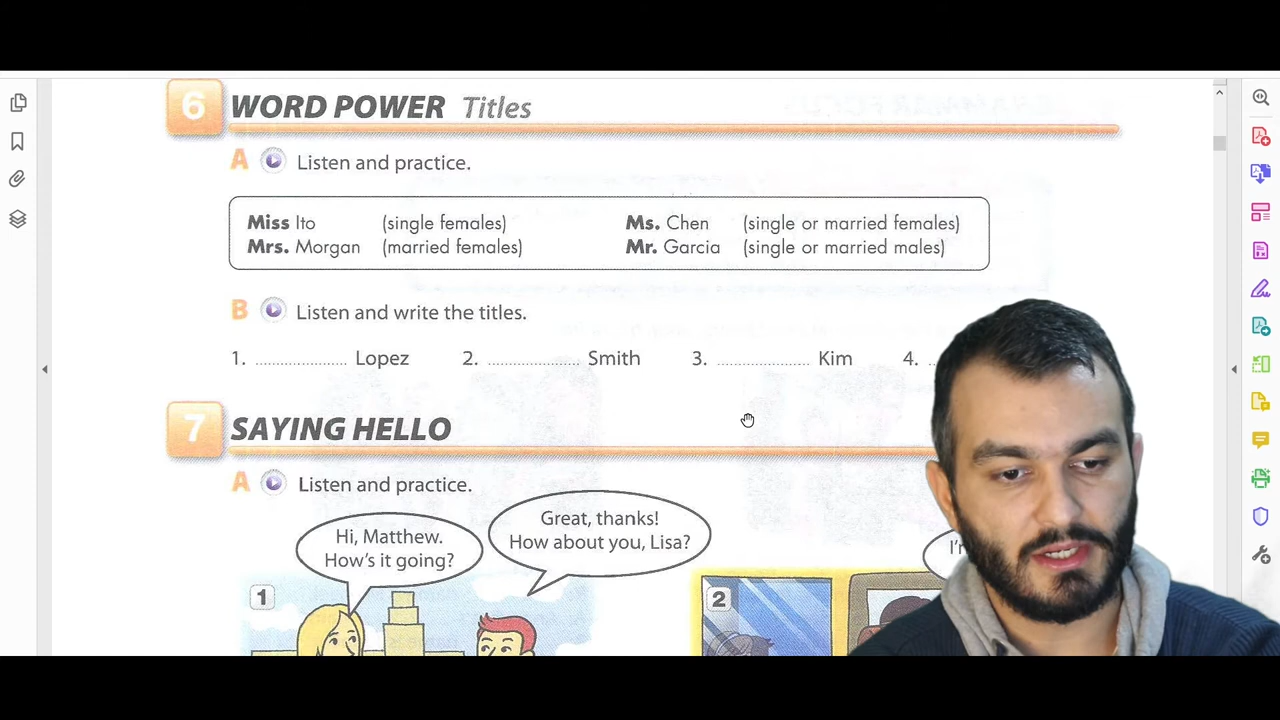 6 WORD POWER Titles
A Listen and practice.
Miss Ito (single females) Ms. Chen (single or married females)
Mrs. Morgan (married females) Mr. Garcia (single or married males)
B Listen and write the titles.
1. .................... Lopez 2. .................... Smith 3. .................... Kim 4.
7 SAYING HELLO
A Listen and practice.
Hi, Matthew.
How's it going?
Great, thanks!
How about you, Lisa?
1
2